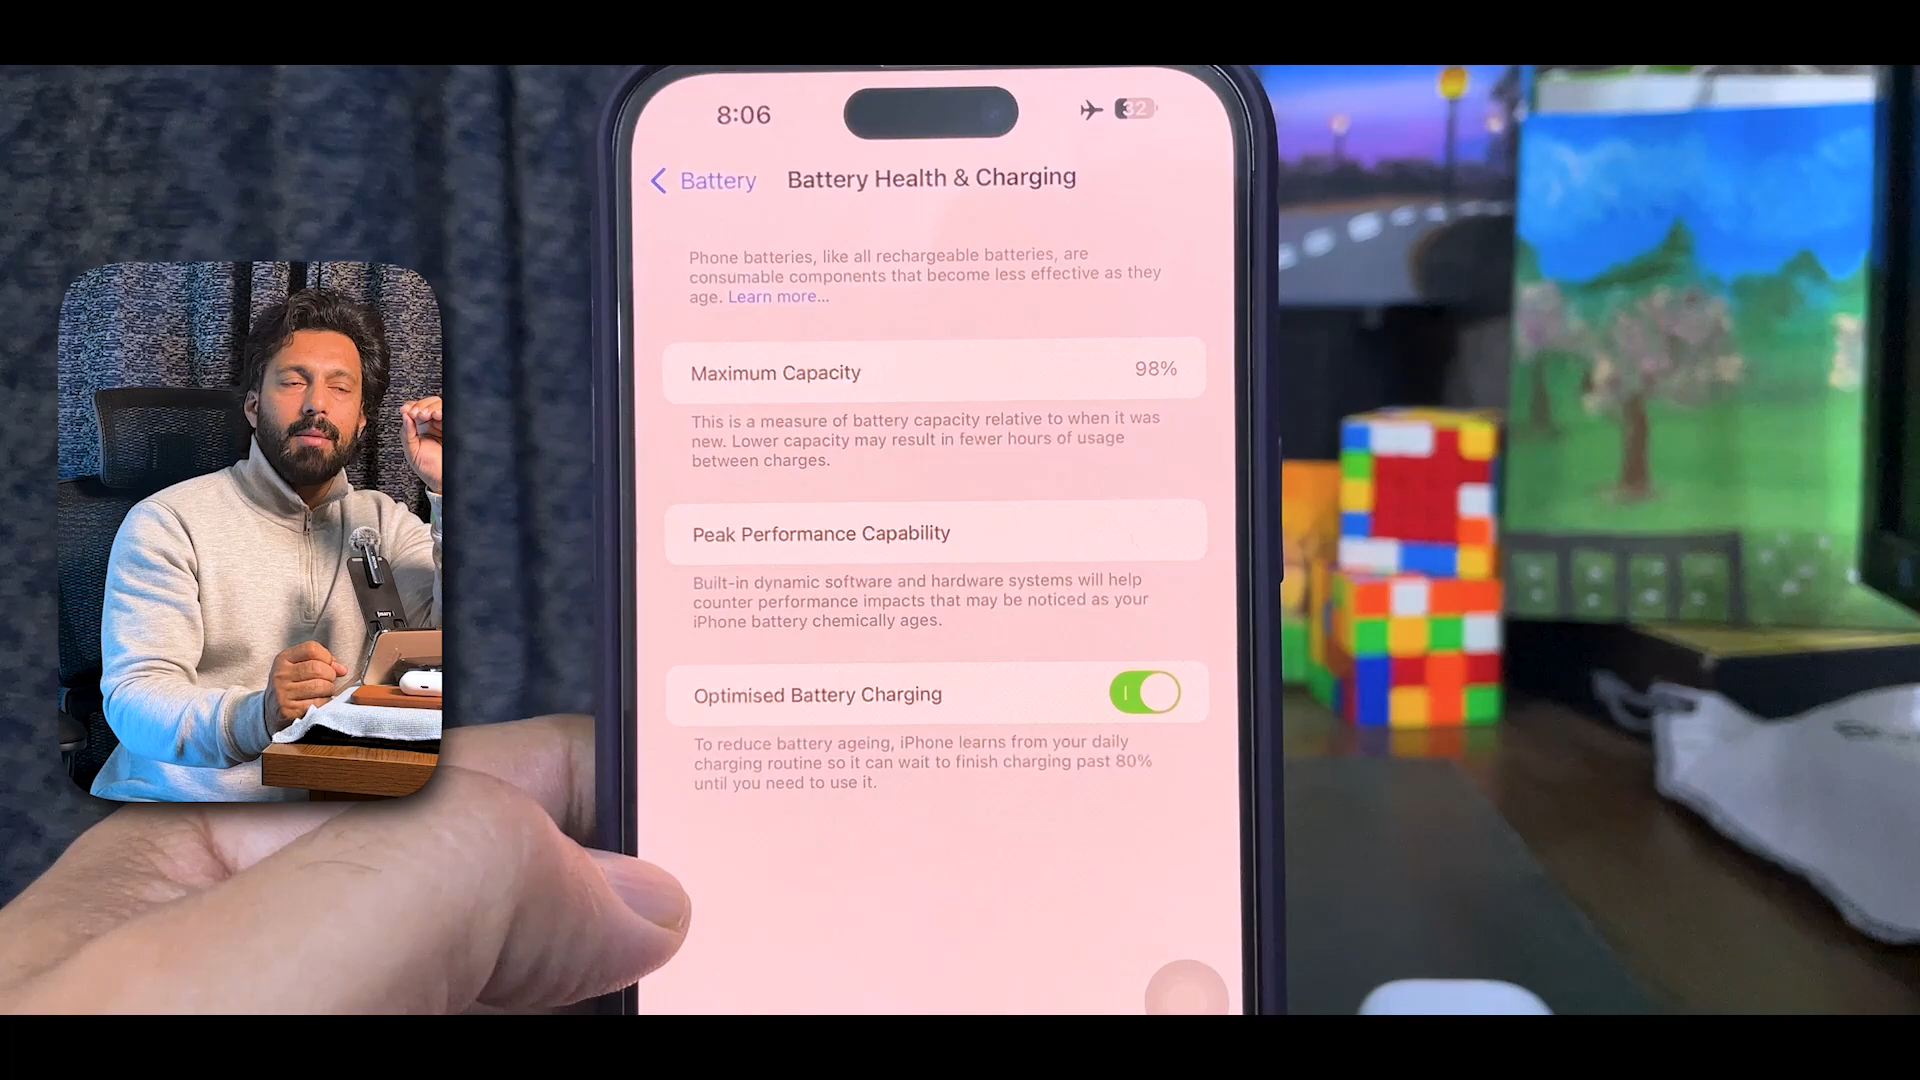 8:06
32
Battery
Battery Health & Charging
Phone batteries, like all rechargeable batteries, are
consumable components that become less effective as they
age. Learn more...
Maximum Capacity
98%
This is a measure of battery capacity relative to when it was
new. Lower capacity may result in fewer hours of usage
between charges.
Peak Performance Capability
Built-in dynamic software and hardware systems will help
counter performance impacts that may be noticed as your
iPhone battery chemically ages.
Optimised Battery Charging
To reduce battery ageing, iPhone learns from your daily
charging routine so it can wait to finish charging past 80%
until you need to use it.